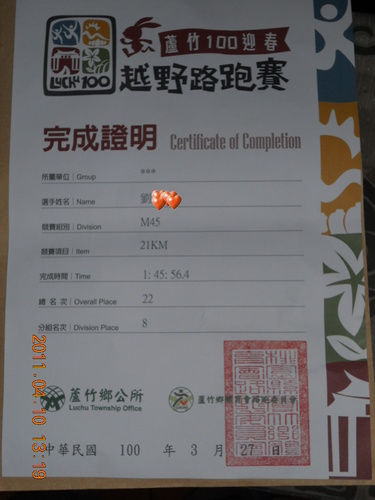 LUCHU 100
蘆竹100迎春
越野路跑賽
完成證明 Certificate of Completion
所屬單位 | Group ***
選手姓名 | Name 劉
競賽組別 | Division M45
競賽項目 | Item 21KM
完成時間 | Time 1: 45: 56.4
總 名 次 | Overall Place 22
分組名次 | Division Place 8
蘆竹鄉公所
Luchu Township Office
中華民國 100 年 3 月 27 日
2011.04.10 13:19